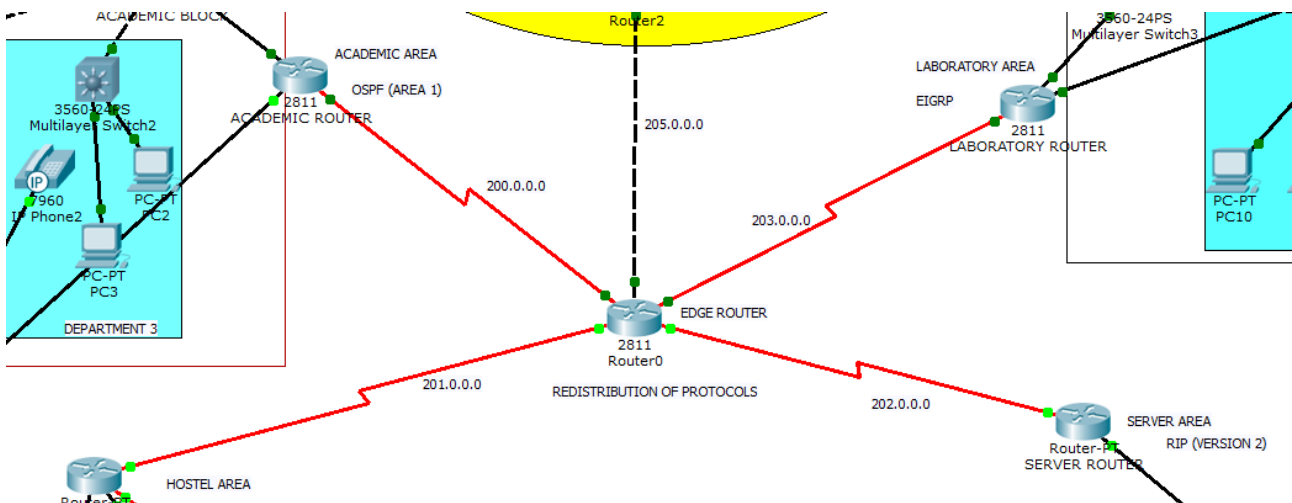 ACADEMIC BLOCK
Router2
3560-24PS
Multilayer Switch3
ACADEMIC AREA
OSPF (AREA 1)
2811
ACADEMIC ROUTER
LABORATORY AREA
EIGRP
2811
LABORATORY ROUTER
3560-24PS
Multilayer Switch2
205.0.0.0
IP
7960
IP Phone2
PC-PT
PC2
PC-PT
PC10
200.0.0.0
203.0.0.0
PC-PT
PC3
DEPARTMENT 3
EDGE ROUTER
2811
Router0
201.0.0.0
REDISTRIBUTION OF PROTOCOLS
202.0.0.0
SERVER AREA
RIP (VERSION 2)
Router-PT
SERVER ROUTER
HOSTEL AREA
Router-PT